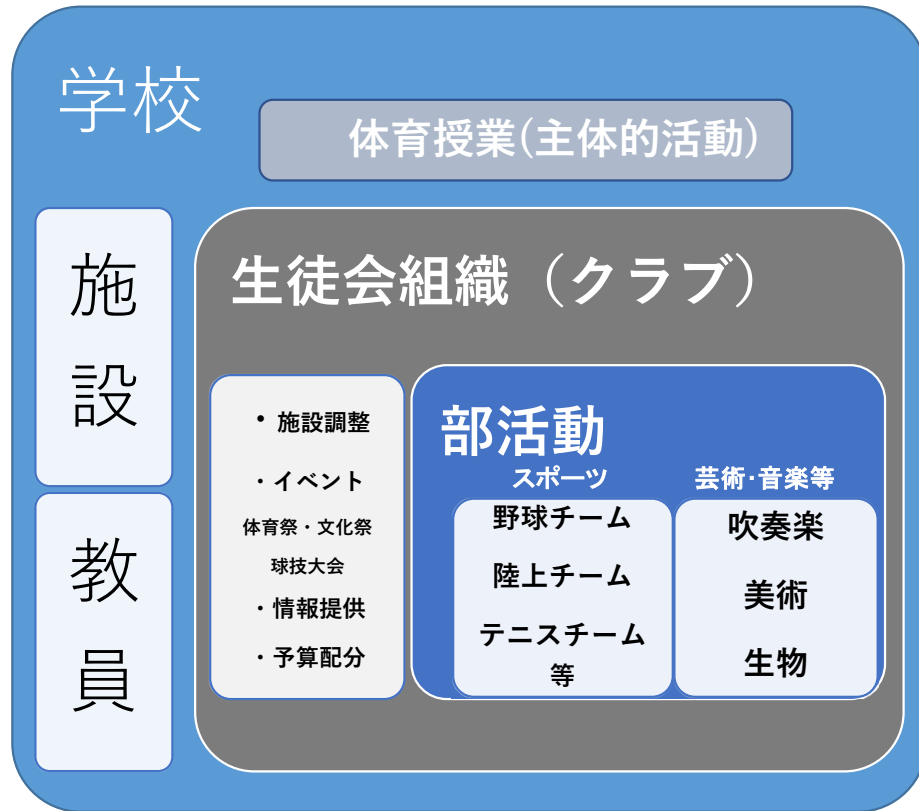 学校
体育授業(主体的活動)
施
設
教
員
生徒会組織（クラブ）
・施設調整
・イベント
体育祭・文化祭
球技大会
・情報提供
・予算配分
部活動
スポーツ
野球チーム
陸上チーム
テニスチーム
等
芸術・音楽等
吹奏楽
美術
生物